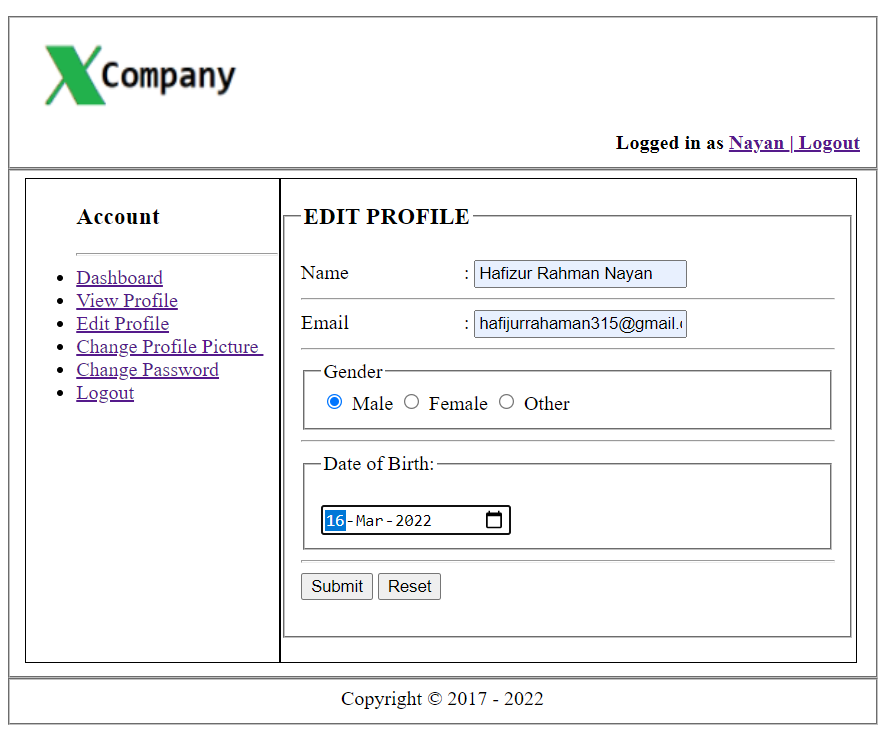 XCompany
Logged in as Nayan | Logout
Account
Dashboard
View Profile
Edit Profile
Change Profile Picture
Change Password
Logout
EDIT PROFILE
Name : Hafizur Rahman Nayan
Email : hafijurrahaman315@gmail.
Gender
Male Female Other
Date of Birth:
16-Mar-2022
Submit Reset
Copyright © 2017 - 2022